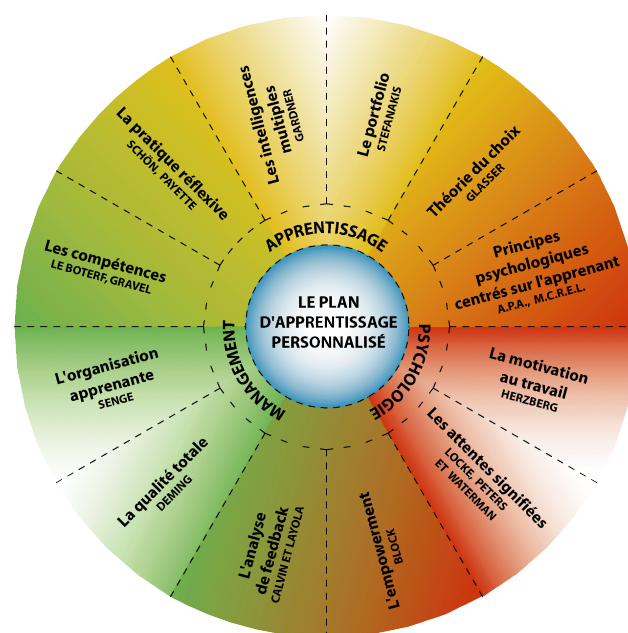 Les intelligences
multiples
GARDNER
Le portfolio
STEFANAKIS
Théorie du choix
GLASSER
Principes
psychologiques
centrés sur l'apprenant
A.P.A., M.C.R.E.L.
La motivation
au travail
HERZBERG
Les attentes signifiées
LOCKE, PETERS
ET WATERMAN
L'empowerment
BLOCK
L'analyse
de feedback
CALVIN ET LAYOLA
La qualité totale
DEMING
L'organisation
apprenante
SENGE
Les compétences
LE BOTERF, GRAVEL
La pratique réflexive
SCHÖN, PAYETTE
APPRENTISSAGE
PSYCHOLOGIE
MANAGEMENT
LE PLAN
D'APPRENTISSAGE
PERSONNALISÉ